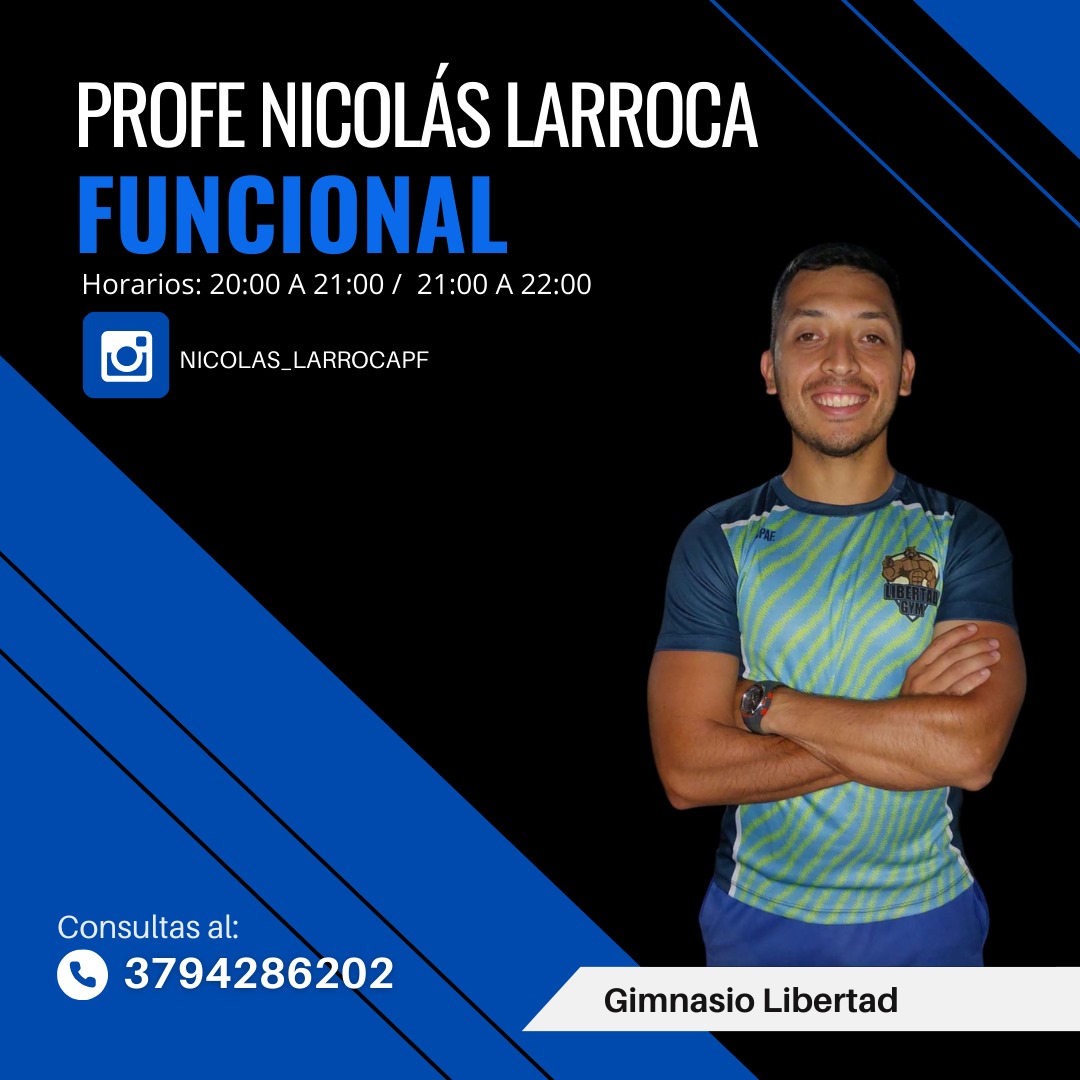 PROFE NICOLÁS LARROCA
FUNCIONAL
Horarios: 20:00 A 21:00 / 21:00 A 22:00
NICOLAS_LARROCAPF
LIBERTAD
GYM
Consultas al:
3794286202
Gimnasio Libertad